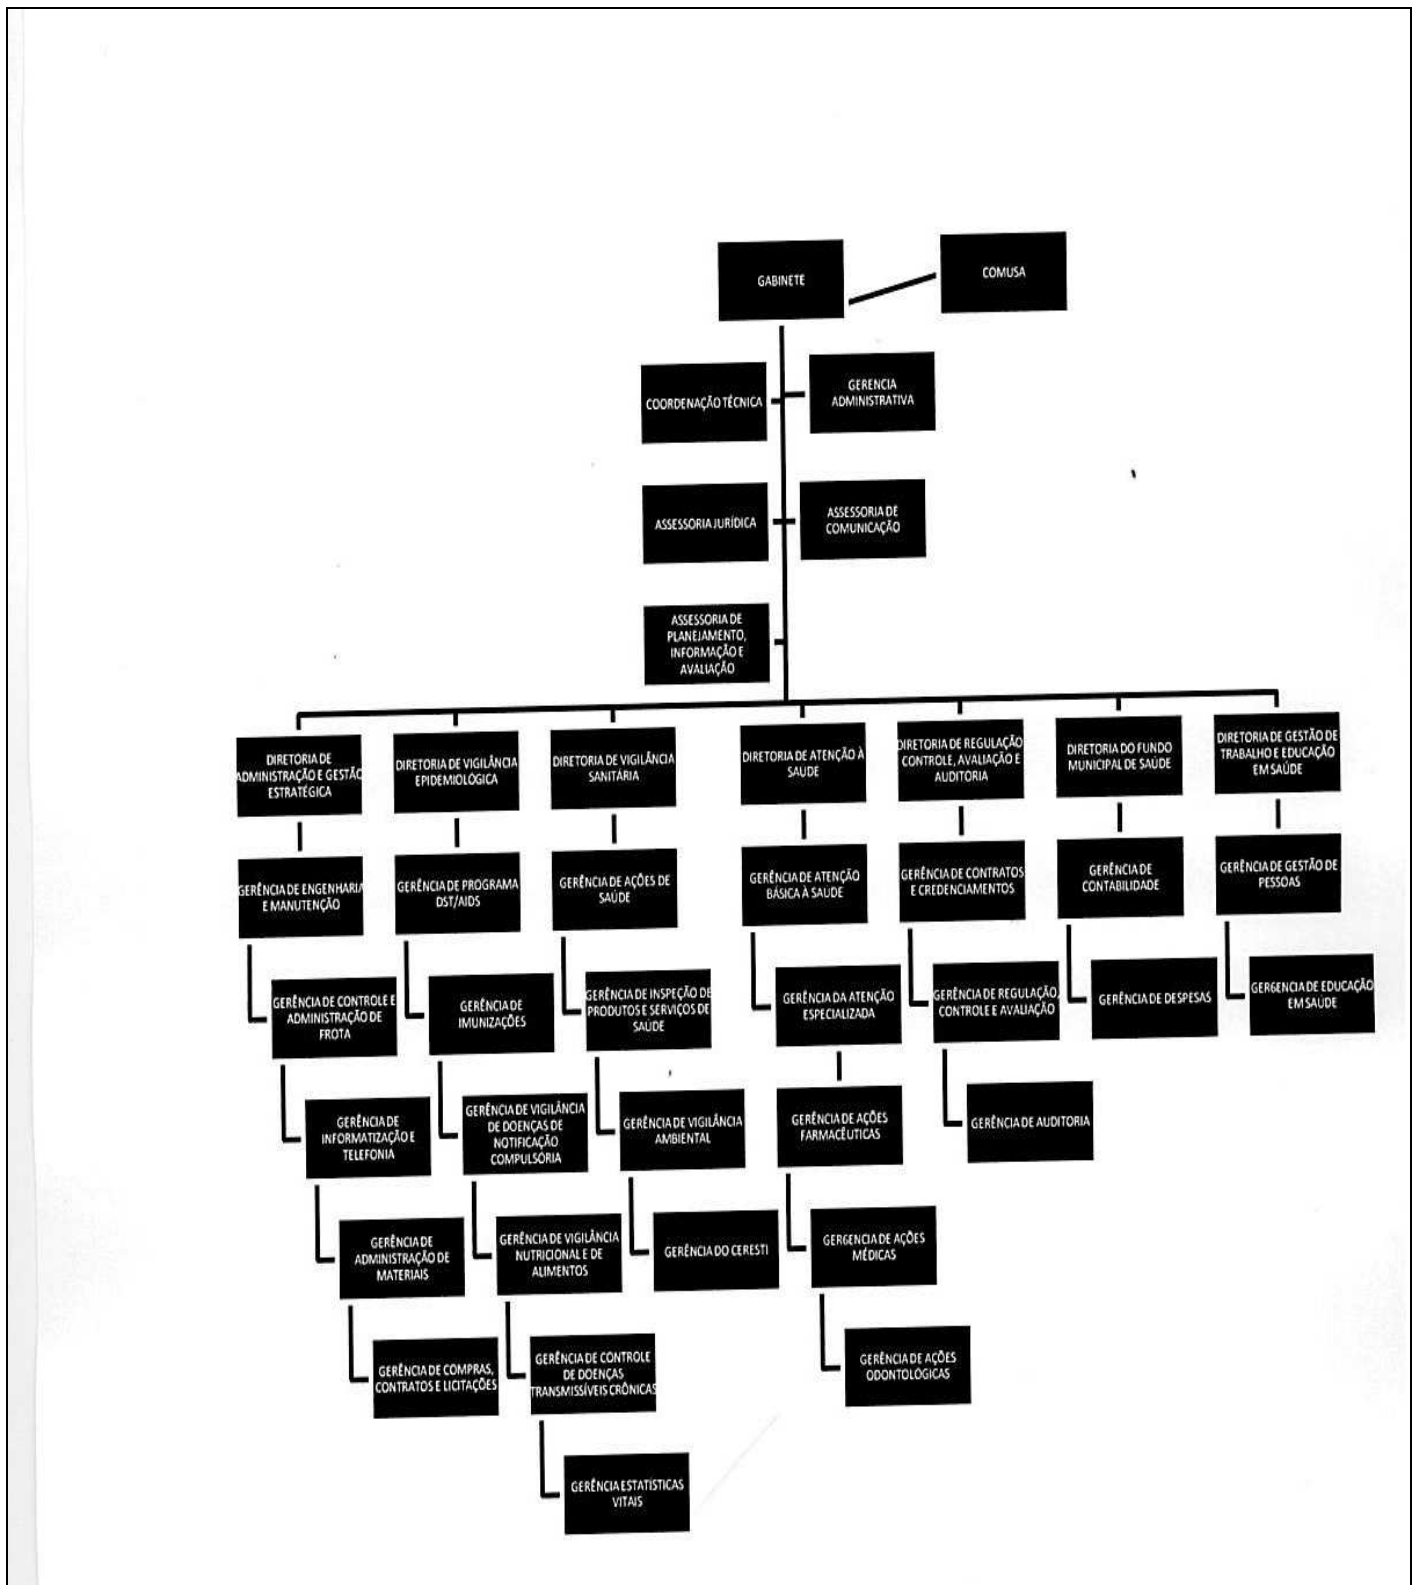 GABINETE
COMUSA
COORDENAÇÃO TÉCNICA
GERENCIA
ADMINISTRATIVA
ASSESSORIA JURÍDICA
ASSESSORIA DE
COMUNICAÇÃO
ASSESSORIA DE
PLANEJAMENTO,
INFORMAÇÃO E
AVALIAÇÃO
DIRETORIA DE
ADMINISTRAÇÃO E GESTÃO
ESTRATÉGICA
DIRETORIA DE VIGILÂNCIA
EPIDEMIOLÓGICA
DIRETORIA DE VIGILÂNCIA
SANITÁRIA
DIRETORIA DE ATENÇÃO À
SAÚDE
DIRETORIA DE REGULAÇÃO
CONTROLE, AVALIAÇÃO E
AUDITORIA
DIRETORIA DO FUNDO
MUNICIPAL DE SAÚDE
DIRETORIA DE GESTÃO DE
TRABALHO E EDUCAÇÃO
EM SAÚDE
GERÊNCIA DE ENGENHARIA
E MANUTENÇÃO
GERÊNCIA DE PROGRAMA
DST/AIDS
GERÊNCIA DE AÇÕES DE
SAÚDE
GERÊNCIA DE ATENÇÃO
BÁSICA À SAÚDE
GERÊNCIA DE CONTRATOS
E CREDENCIAMENTOS
GERÊNCIA DE
CONTABILIDADE
GERÊNCIA DE GESTÃO DE
PESSOAS
GERÊNCIA DE CONTROLE E
ADMINISTRAÇÃO DE
FROTA
GERÊNCIA DE
IMUNIZAÇÕES
GERÊNCIA DE INSPEÇÃO DE
PRODUTOS E SERVIÇOS DE
SAÚDE
GERÊNCIA DA ATENÇÃO
ESPECIALIZADA
GERÊNCIA DE REGULAÇÃO,
CONTROLE E AVALIAÇÃO
GERÊNCIA DE DESPESAS
GERGENCIA DE EDUCAÇÃO
EM SAÚDE
GERÊNCIA DE
INFORMATIZAÇÃO E
TELEFONIA
GERÊNCIA DE VIGILÂNCIA
DE DOENÇAS DE
NOTIFICAÇÃO
COMPULSÓRIA
GERÊNCIA DE VIGILÂNCIA
AMBIENTAL
GERÊNCIA DE AÇÕES
FARMACÊUTICAS
GERÊNCIA DE AUDITORIA
GERÊNCIA DE
ADMINISTRAÇÃO DE
MATERIAIS
GERÊNCIA DE VIGILÂNCIA
NUTRICIONAL E DE
ALIMENTOS
GERÊNCIA DO CERESTI
GERGENCIA DE AÇÕES
MÉDICAS
GERÊNCIA DE COMPRAS,
CONTRATOS E LICITAÇÕES
GERÊNCIA DE CONTROLE
DE DOENÇAS
TRANSMISSÍVEIS CRÔNICAS
GERÊNCIA DE AÇÕES
ODONTOLÓGICAS
GERÊNCIA ESTATÍSTICAS
VITAIS